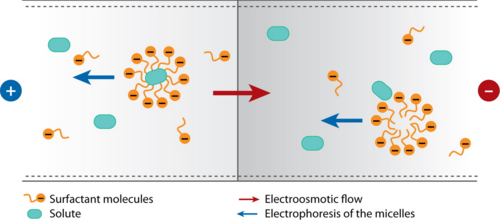 +
−
Surfactant molecules
Electroosmotic flow
Solute
Electrophoresis of the micelles